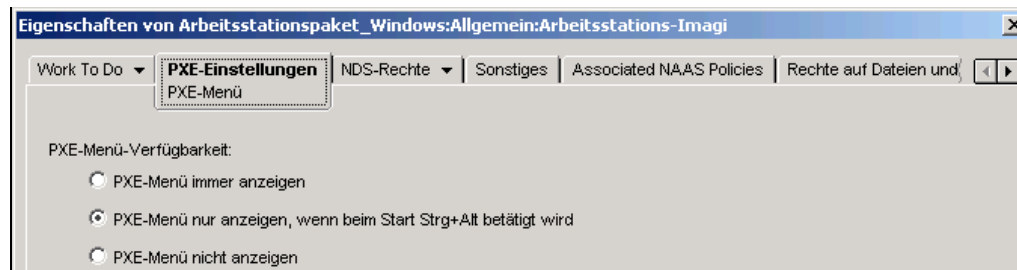 Eigenschaften von Arbeitsstationspaket_Windows:Allgemein:Arbeitsstations-Imagi
Work To Do PXE-Einstellungen NDS-Rechte Sonstiges Associated NAAS Policies Rechte auf Dateien und
PXE-Menü
PXE-Menü-Verfügbarkeit:
PXE-Menü immer anzeigen
PXE-Menü nur anzeigen, wenn beim Start Strg+Alt betätigt wird
PXE-Menü nicht anzeigen